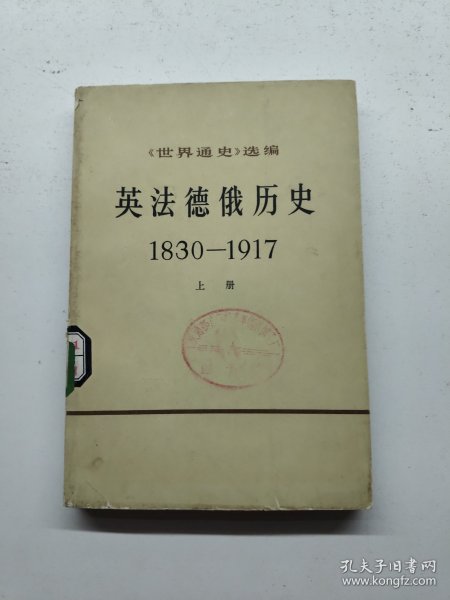 《世界通史》选编
英法德俄历史
1830—1917
上 册
孔夫子旧书网
www.kongfz.com